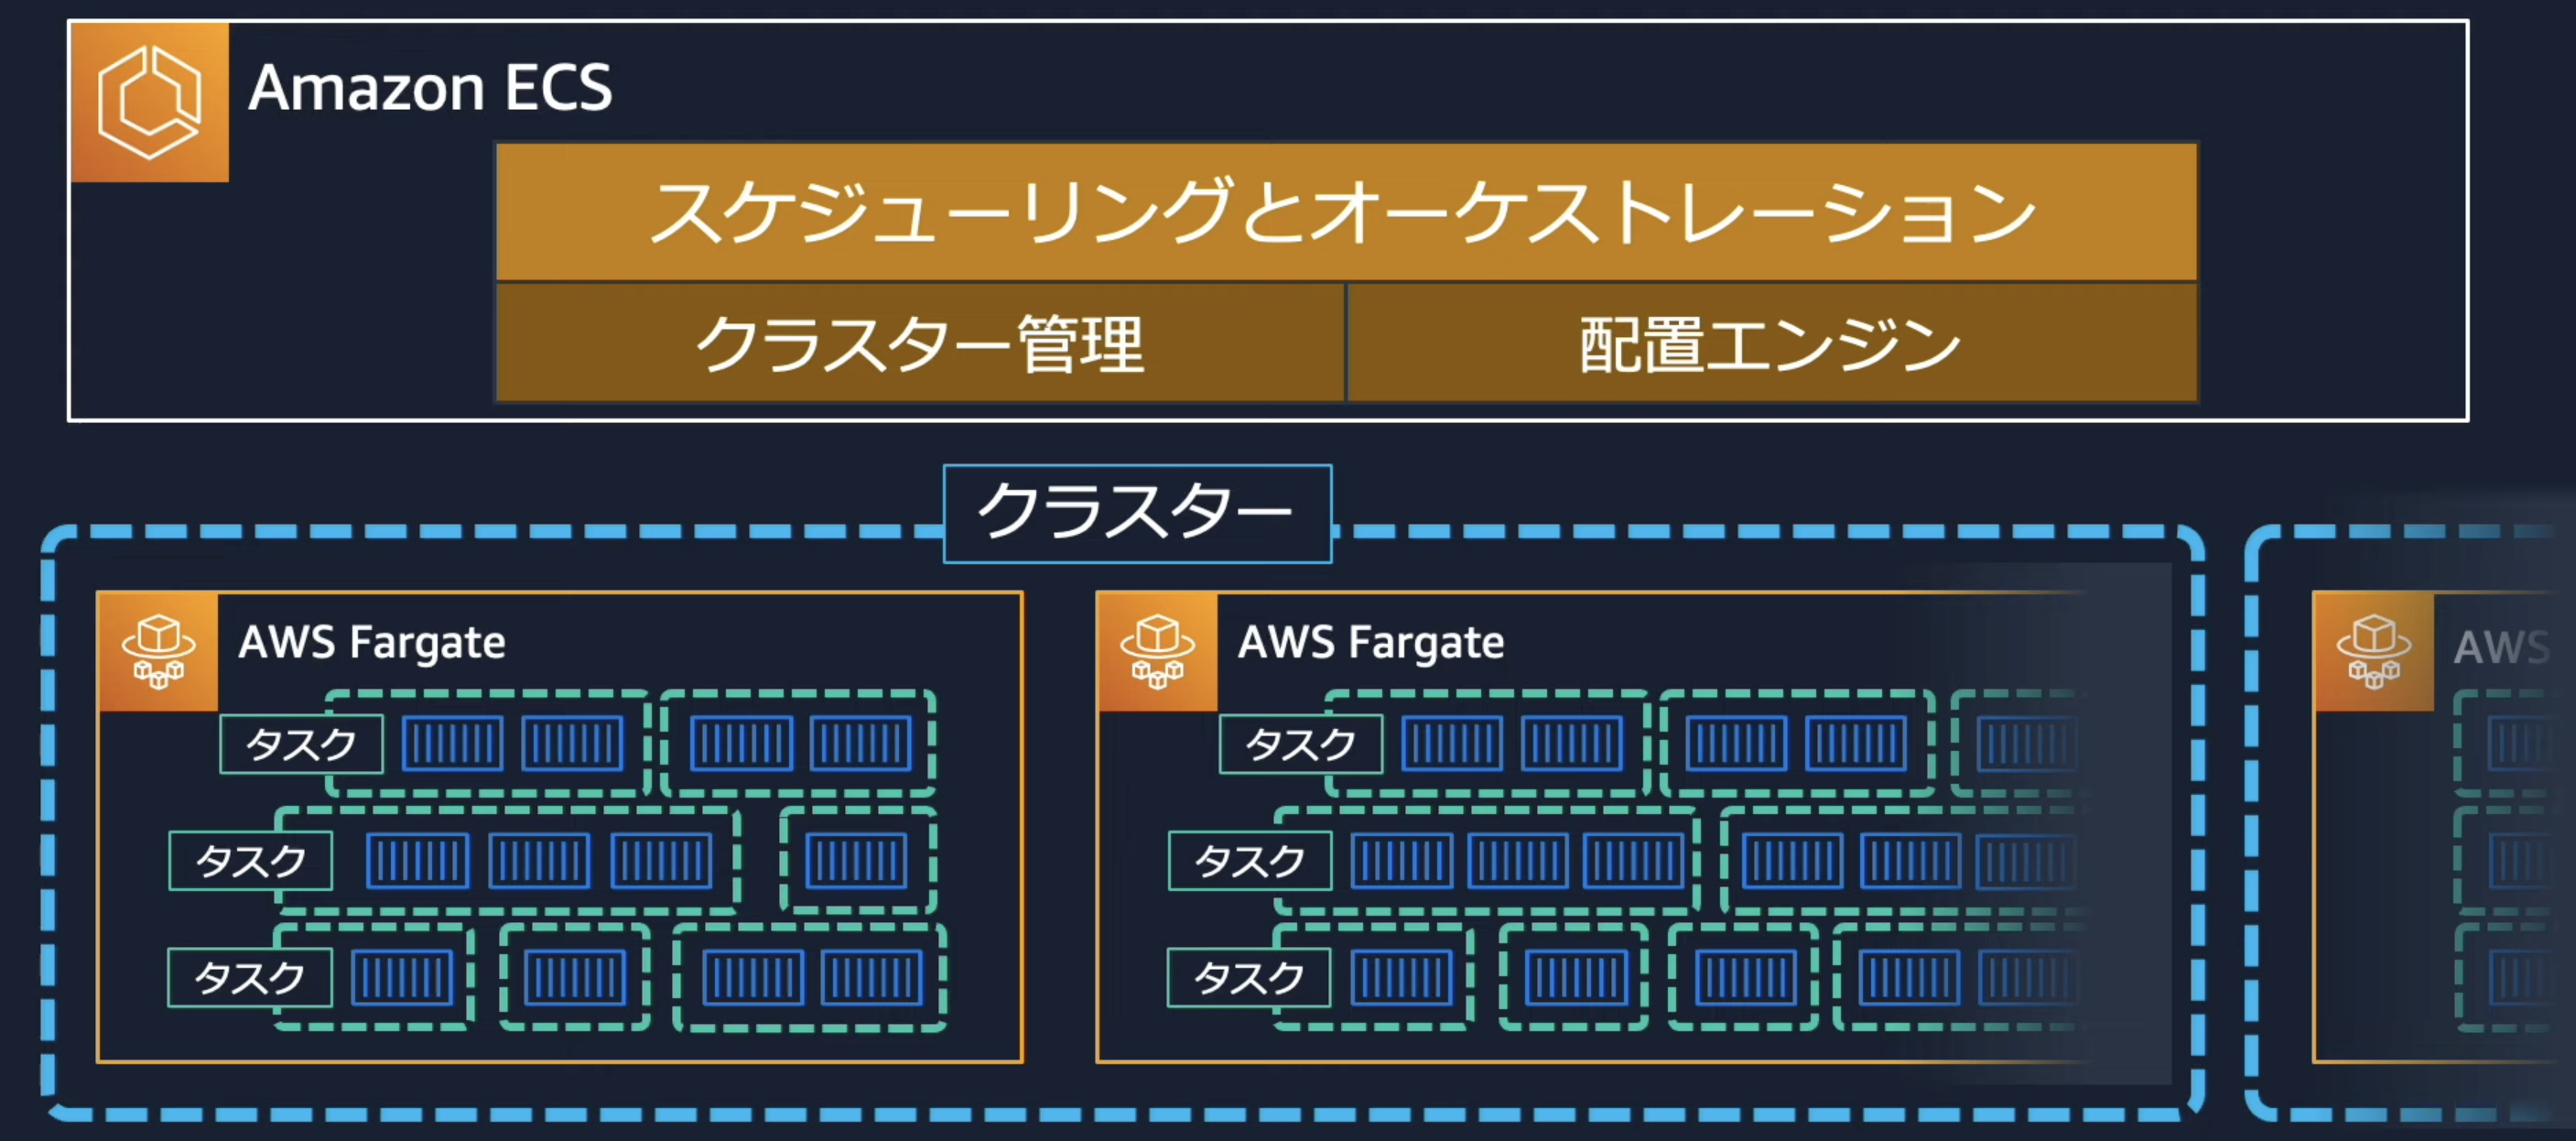 Amazon ECS
スケジューリングとオーケストレーション
クラスター管理
配置エンジン
クラスター
AWS Fargate
タスク
タスク
タスク
AWS Fargate
タスク
タスク
タスク
AWS